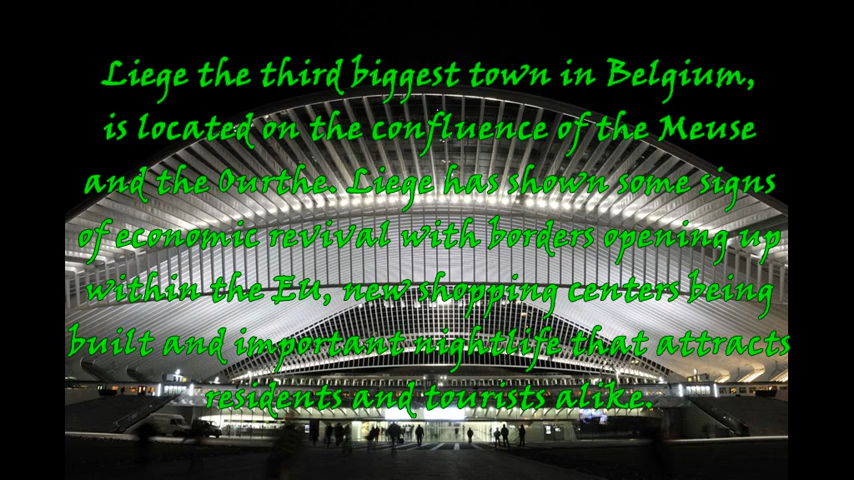 Liege the third biggest town in Belgium,
is located on the confluence of the Meuse
and the Ourthe. Liege has shown some signs
of economic revival with borders opening up
within the EU, new shopping centers being
built and important nightlife that attracts
residents and tourists alike.